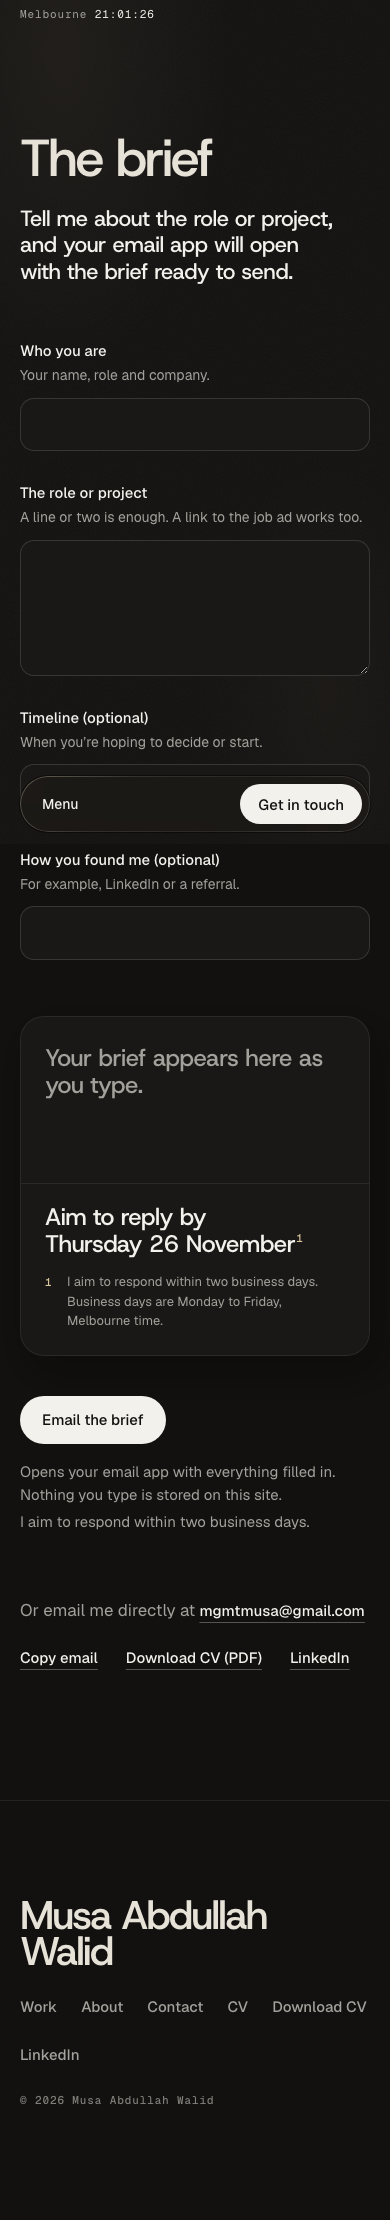 Melbourne 21:01:26
The brief
Tell me about the role or project,
and your email app will open
with the brief ready to send.
Who you are
Your name, role and company.
The role or project
A line or two is enough. A link to the job ad works too.
Timeline (optional)
When you're hoping to decide or start.
Menu
Get in touch
How you found me (optional)
For example, LinkedIn or a referral.
Your brief appears here as
you type.
Aim to reply by
Thursday 26 November¹
1 I aim to respond within two business days.
Business days are Monday to Friday,
Melbourne time.
Email the brief
Opens your email app with everything filled in.
Nothing you type is stored on this site.
I aim to respond within two business days.
Or email me directly at mgmtmusa@gmail.com
Copy email Download CV (PDF) LinkedIn
Musa Abdullah
Walid
Work About Contact CV Download CV
LinkedIn
© 2026 Musa Abdullah Walid